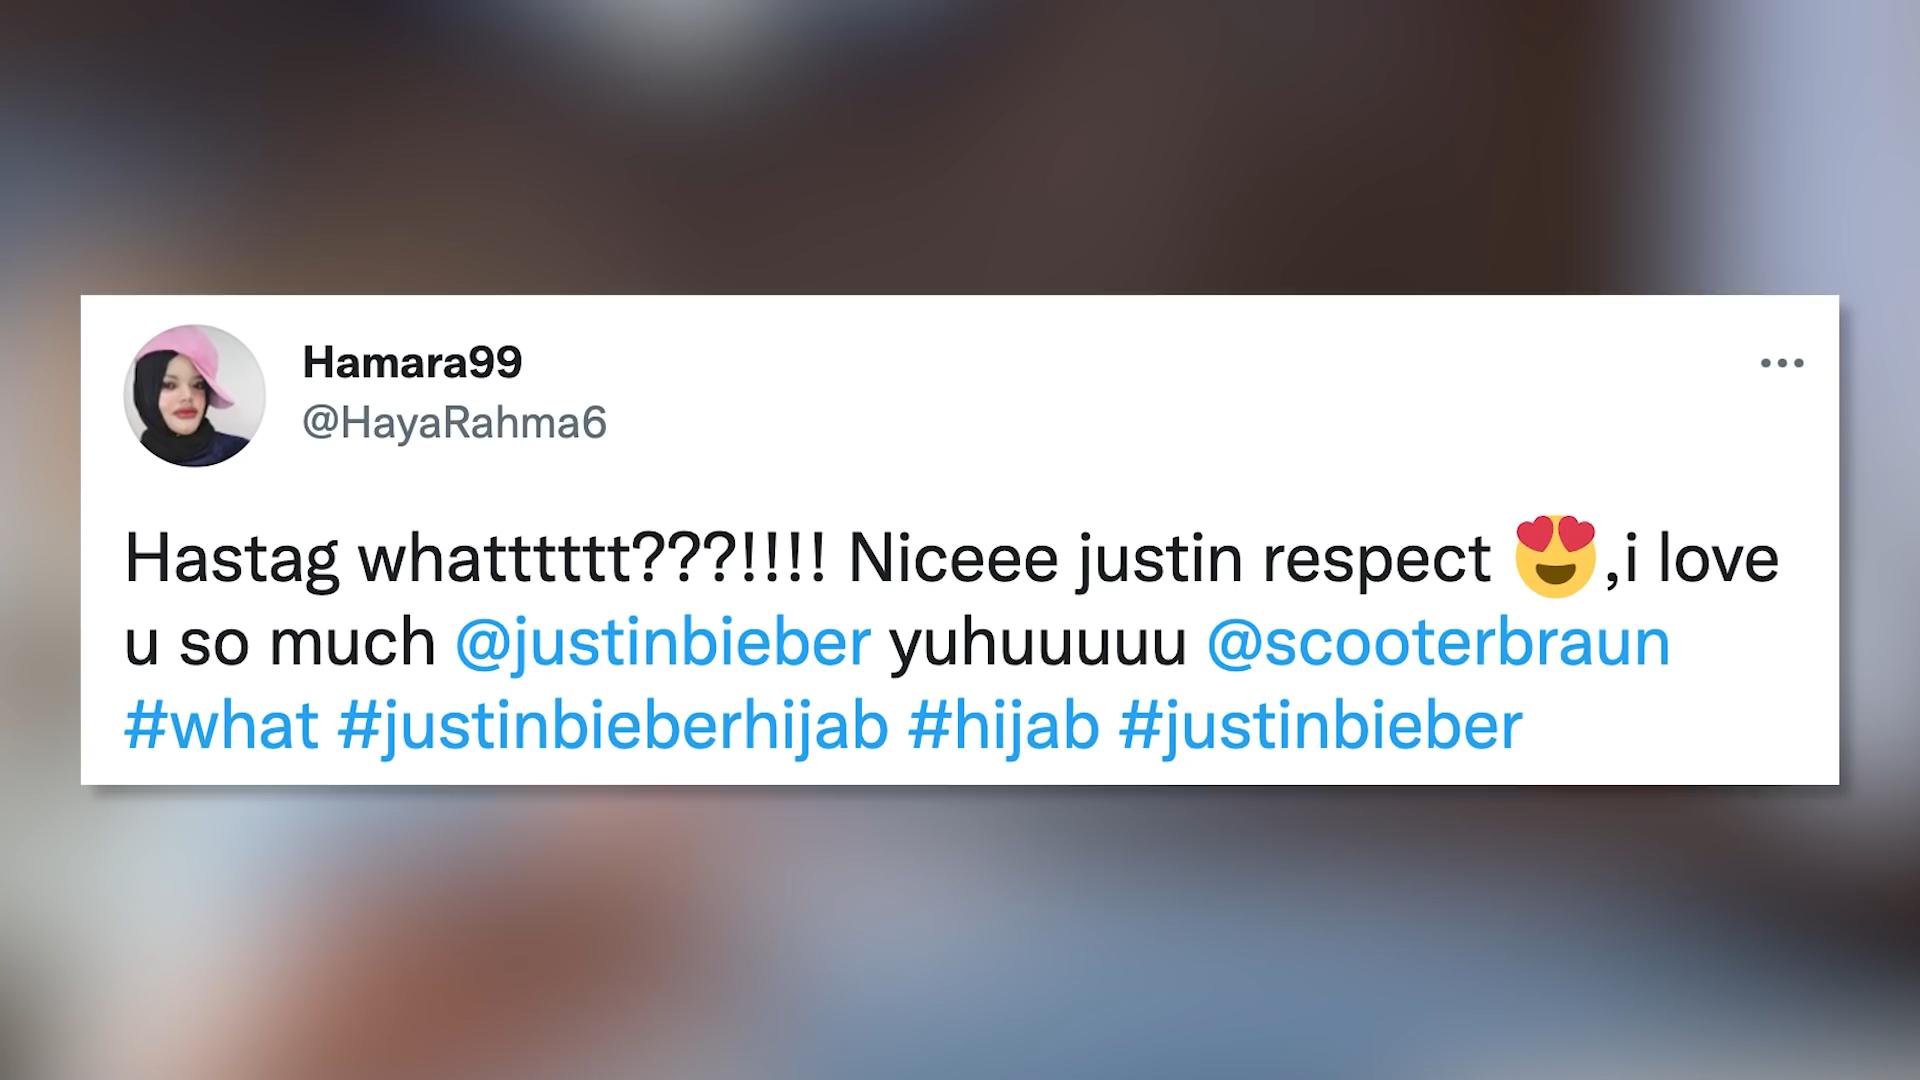 Hamara99
@HayaRahma6
Hastag whatttttt???!!!! Niceee justin respect 😍,i love
u so much @justinbieber yuhuuuuu @scooterbraun
#what #justinbieberhijab #hijab #justinbieber